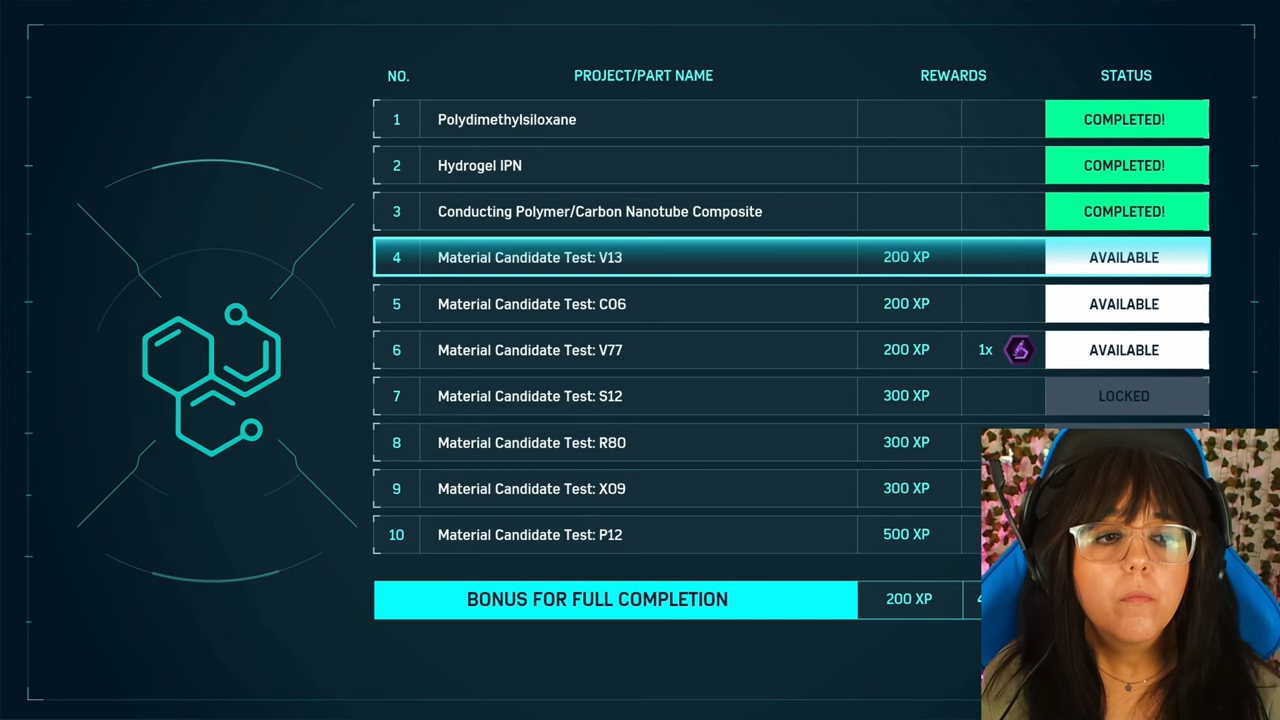 NO. PROJECT/PART NAME REWARDS STATUS
1 Polydimethylsiloxane COMPLETED!
2 Hydrogel IPN COMPLETED!
3 Conducting Polymer/Carbon Nanotube Composite COMPLETED!
4 Material Candidate Test: V13 200 XP AVAILABLE
5 Material Candidate Test: C06 200 XP AVAILABLE
6 Material Candidate Test: V77 200 XP 1x AVAILABLE
7 Material Candidate Test: S12 300 XP LOCKED
8 Material Candidate Test: R80 300 XP
9 Material Candidate Test: X09 300 XP
10 Material Candidate Test: P12 500 XP
BONUS FOR FULL COMPLETION 200 XP